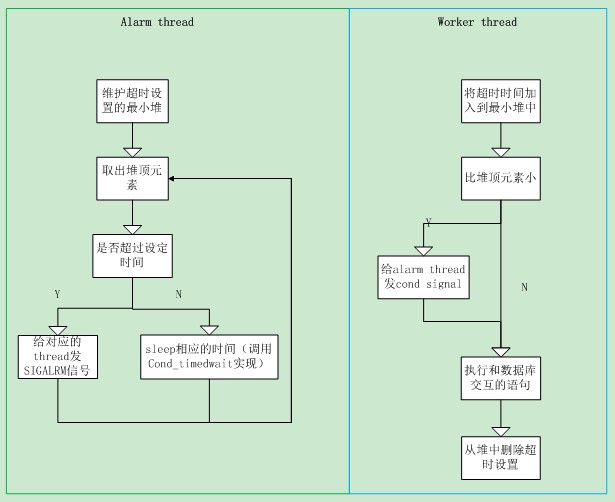 Alarm thread
维护超时设
置的最小堆
取出堆顶元
素
是否超过设定
时间
Y
N
给对应的
thread发
SIGALRM信号
sleep相应的时间（调用
Cond_timedwait实现）
Worker thread
将超时时间加
入到最小堆中
比堆顶元素小
Y
给alarm thread
发cond signal
N
执行和数据库
交互的语句
从堆中删除超
时设置